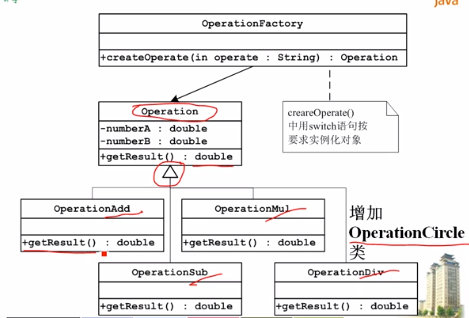 java
OperationFactory
+createOperate(in operate : String) : Operation
Operation
-numberA : double
-numberB : double
+getResult() : double
creareOperate()
中用switch语句按
要求实例化对象
OperationAdd
+getResult() : double
OperationMul
+getResult() : double
增加
OperationCircle
类
OperationSub
+getResult() : double
OperationDiv
+getResult() : double